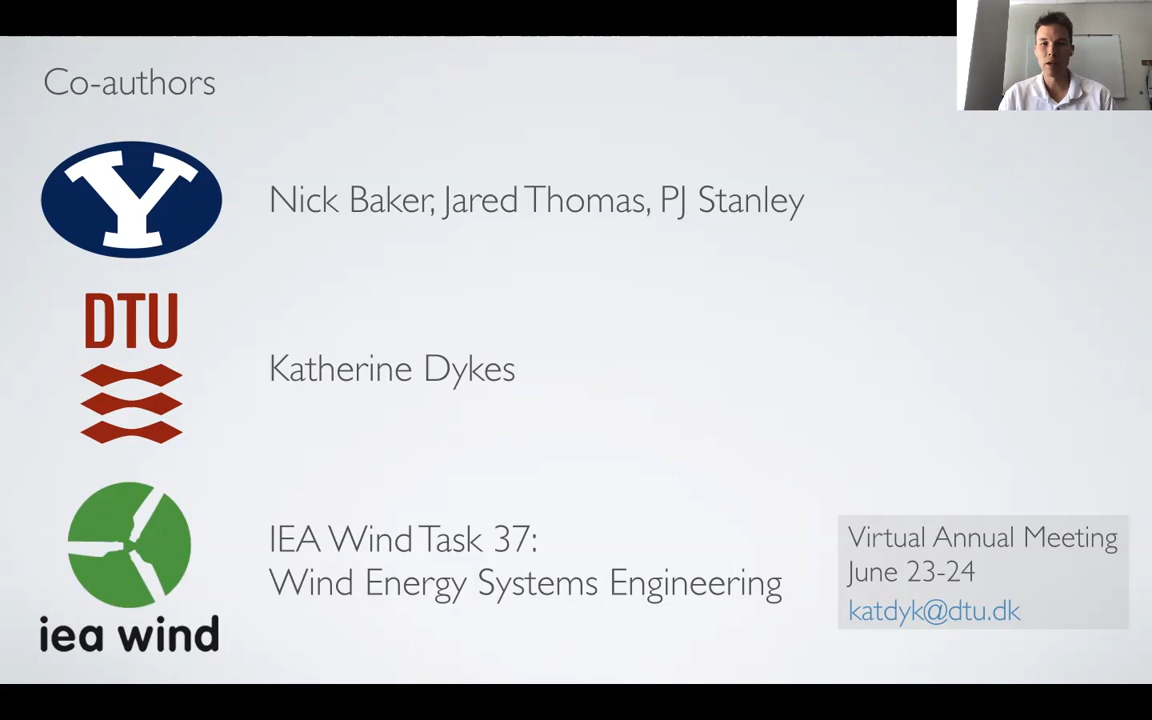 Co-authors
Y
Nick Baker, Jared Thomas, PJ Stanley
DTU
Katherine Dykes
IEA Wind Task 37:
Wind Energy Systems Engineering
iea wind
Virtual Annual Meeting
June 23-24
katdyk@dtu.dk